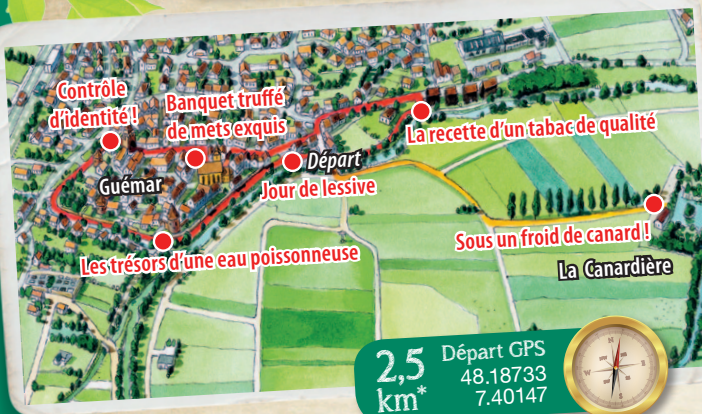 Contrôle
d'identité !
Banquet truffé
de mets exquis
La recette d'un tabac de qualité
Départ
Guémar
Jour de lessive
Sous un froid de canard !
Les trésors d'une eau poissonneuse
La Canardière
2,5
km*
Départ GPS
48.18733
7.40147
N
E
S
W